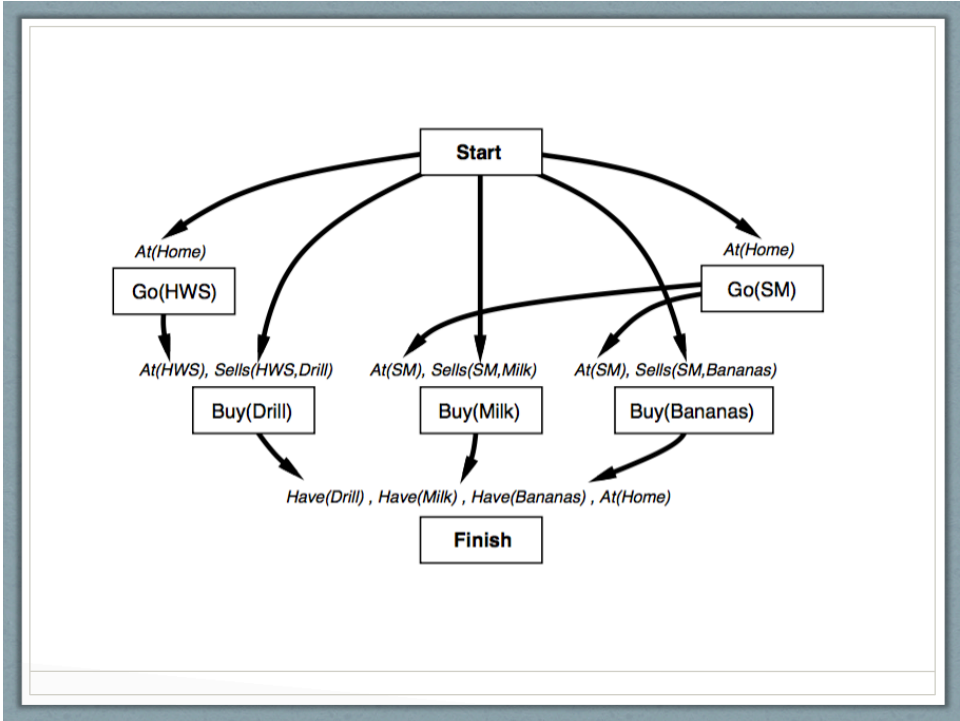 Start
At(Home)
At(Home)
Go(HWS)
Go(SM)
At(HWS), Sells(HWS,Drill)
At(SM), Sells(SM,Milk)
At(SM), Sells(SM,Bananas)
Buy(Drill)
Buy(Milk)
Buy(Bananas)
Have(Drill) , Have(Milk) , Have(Bananas) , At(Home)
Finish